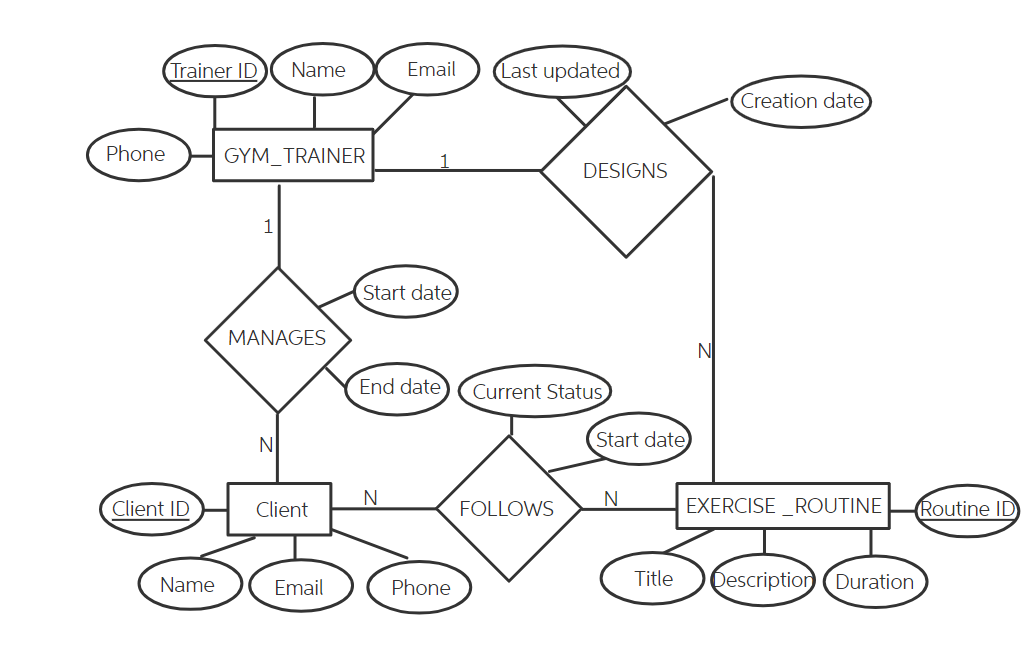 Trainer ID
Name
Email
Last updated
Creation date
Phone
GYM_TRAINER
1
DESIGNS
1
Start date
MANAGES
N
End date
Current Status
Start date
N
Client ID
Client
N
FOLLOWS
N
EXERCISE _ROUTINE
Routine ID
Name
Email
Phone
Title
Description
Duration